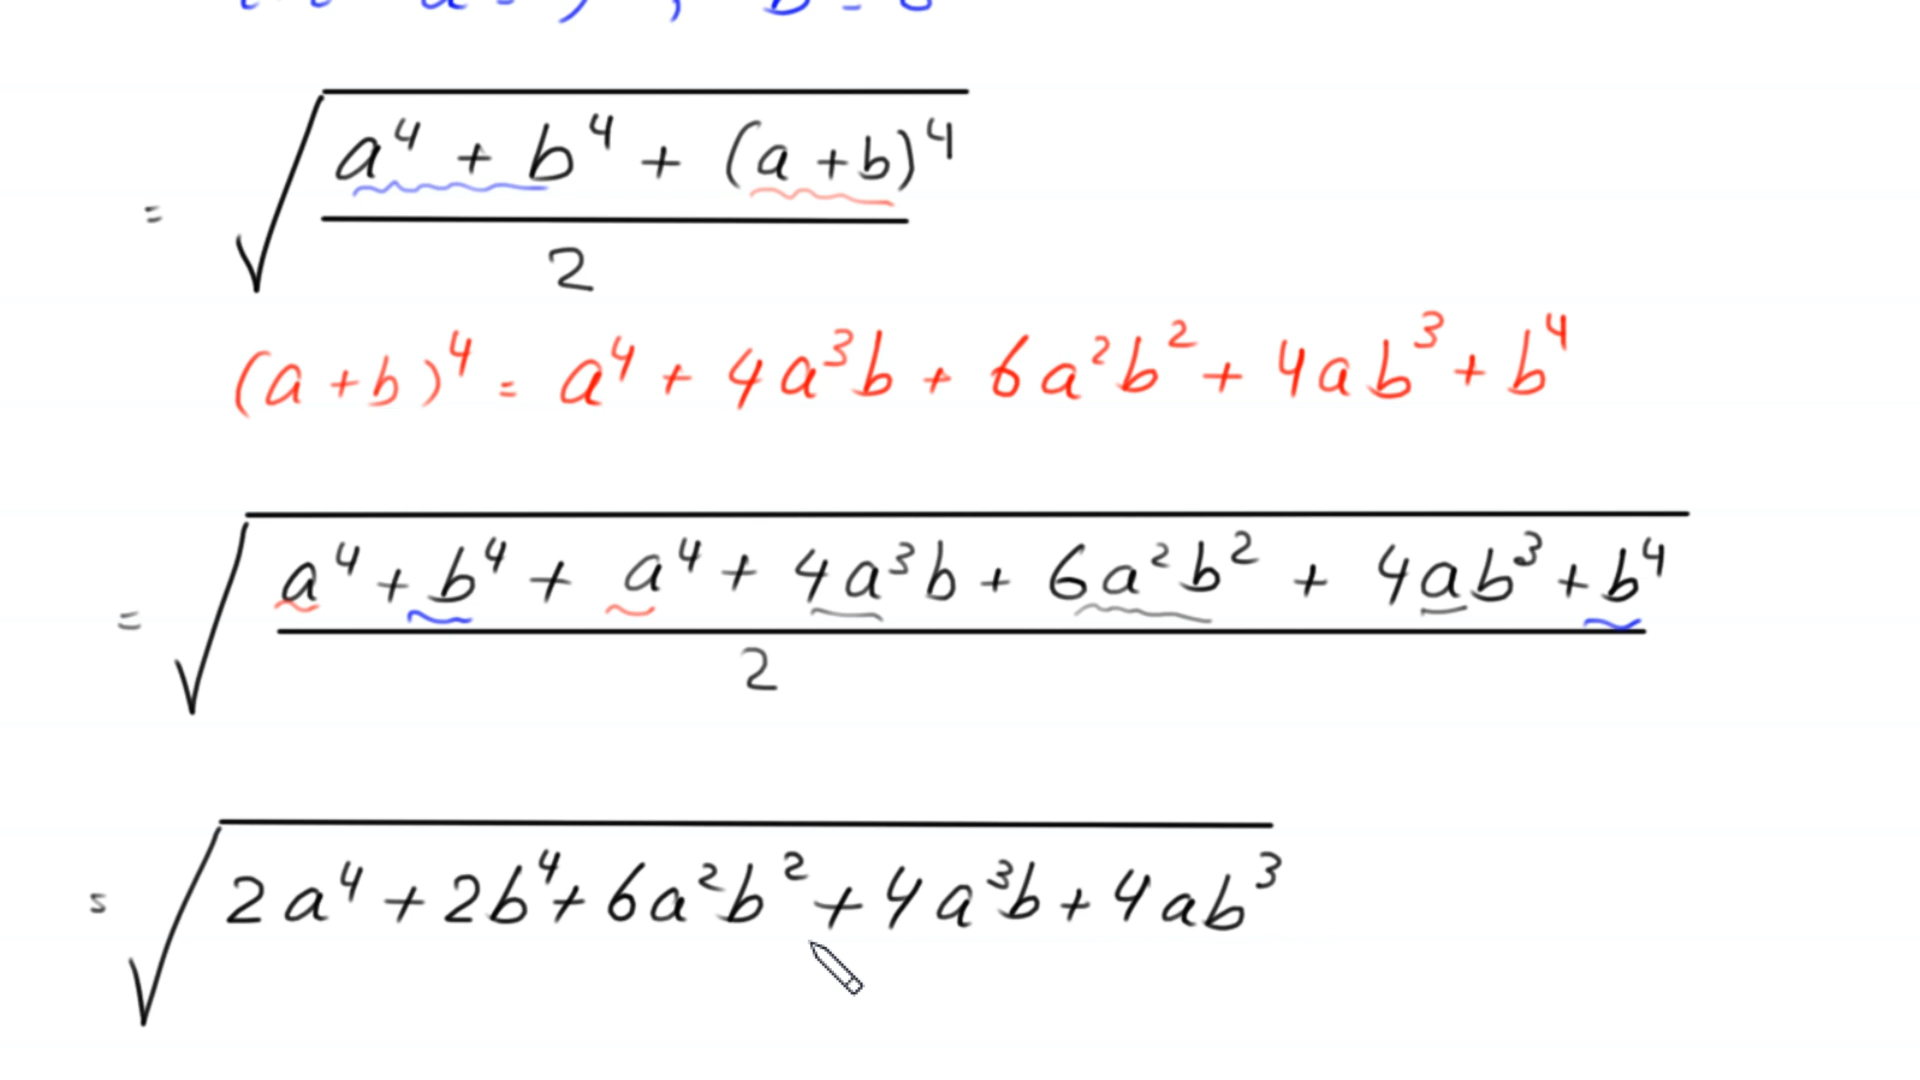 = √((a⁴ + b⁴ + (a + b)⁴) / 2)
(a + b)⁴ = a⁴ + 4a³b + 6a²b² + 4ab³ + b⁴
= √((a⁴ + b⁴ + a⁴ + 4a³b + 6a²b² + 4ab³ + b⁴) / 2)
= √(2a⁴ + 2b⁴ + 6a²b² + 4a³b + 4ab³)